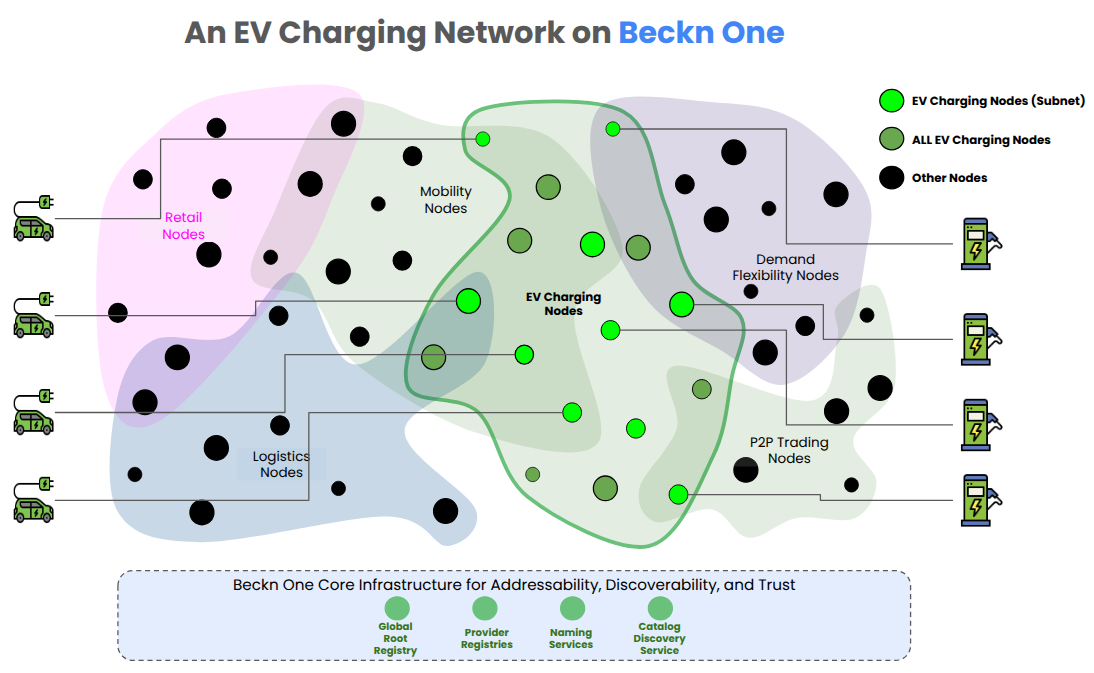 An EV Charging Network on Beckn One
EV Charging Nodes (Subnet)
ALL EV Charging Nodes
Other Nodes
Mobility
Nodes
Retail
Nodes
Demand
Flexibility Nodes
EV Charging
Nodes
P2P Trading
Nodes
Logistics
Nodes
Beckn One Core Infrastructure for Addressability, Discoverability, and Trust
Global
Root
Registry
Provider
Registries
Naming
Services
Catalog
Discovery
Service